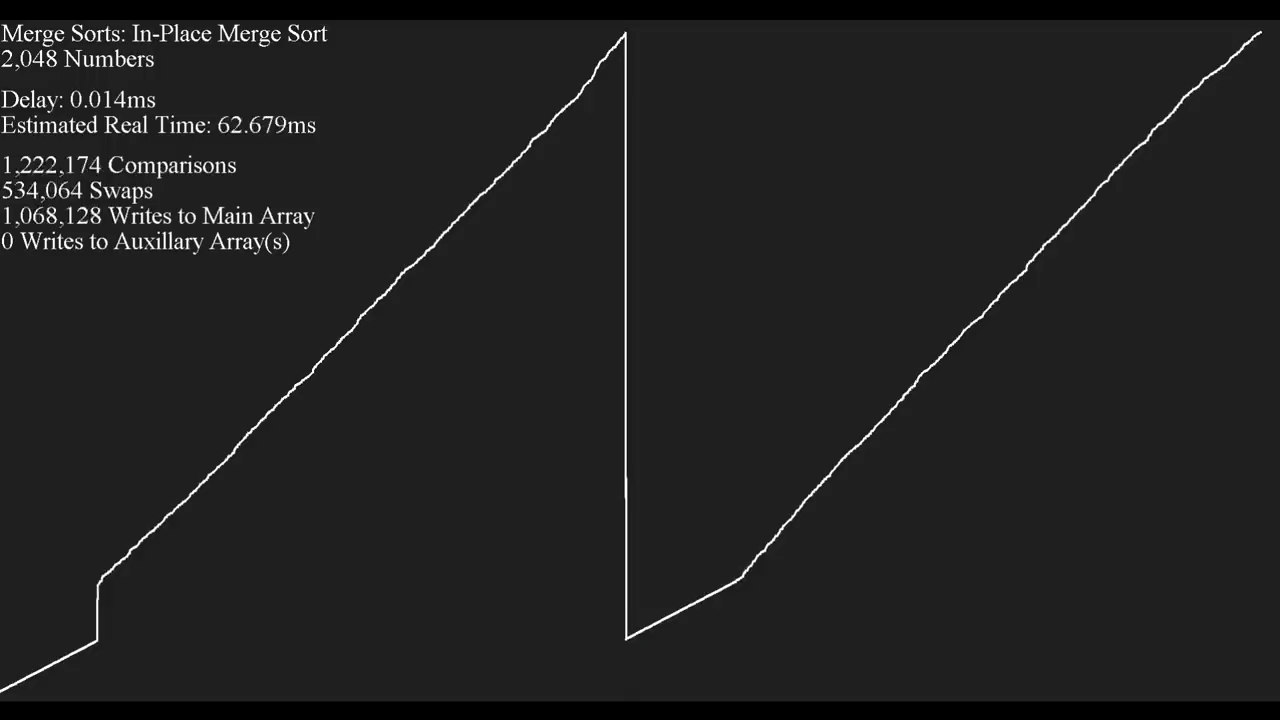 Merge Sorts: In-Place Merge Sort
2,048 Numbers
Delay: 0.014ms
Estimated Real Time: 62.679ms
1,222,174 Comparisons
534,064 Swaps
1,068,128 Writes to Main Array
0 Writes to Auxillary Array(s)